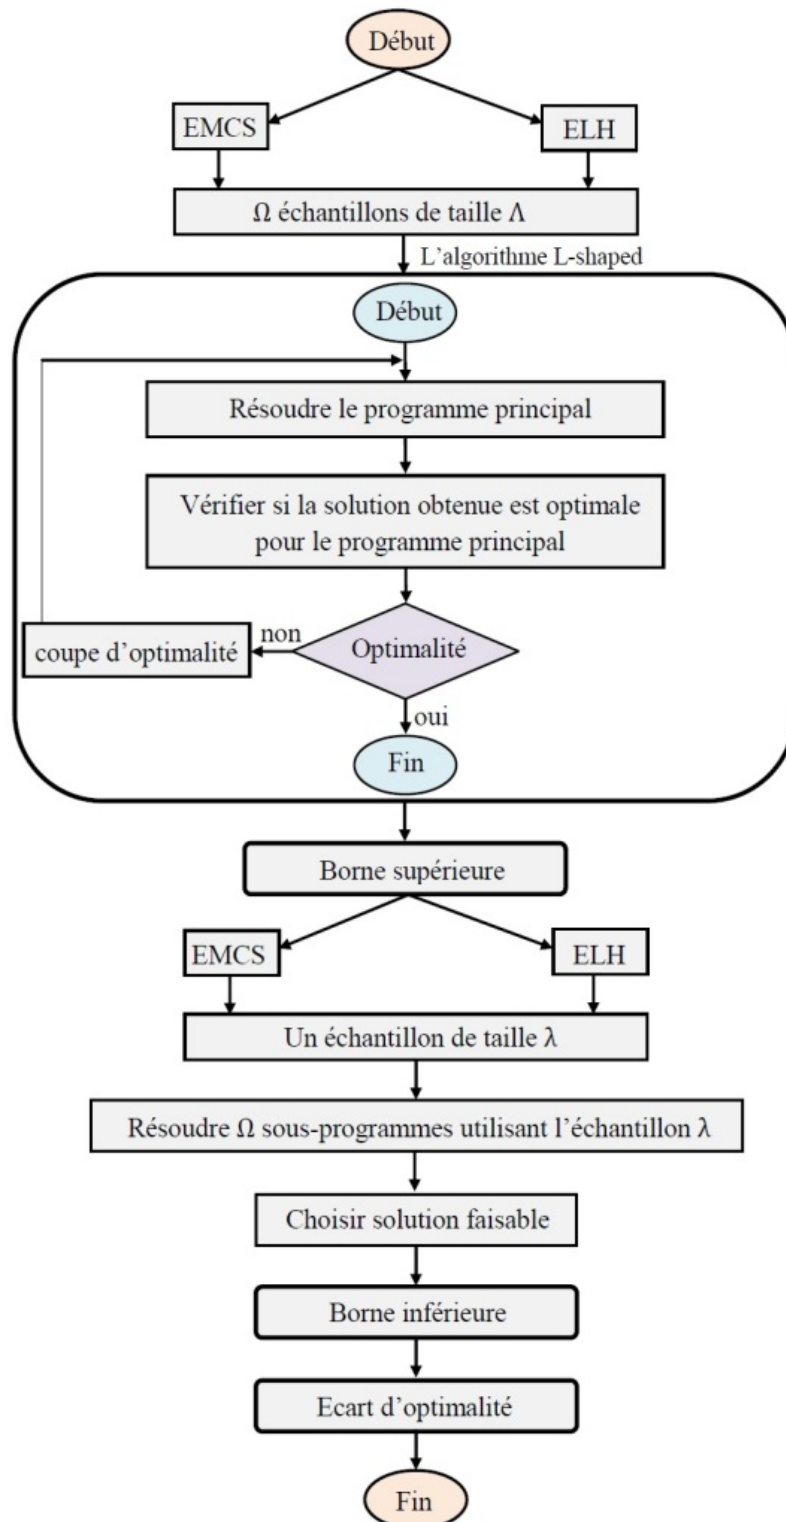 Début
EMCS
ELH
Ω échantillons de taille Λ
L'algorithme L-shaped
Début
Résoudre le programme principal
Vérifier si la solution obtenue est optimale
pour le programme principal
coupe d'optimalité
non
Optimalité
oui
Fin
Borne supérieure
EMCS
ELH
Un échantillon de taille λ
Résoudre Ω sous-programmes utilisant l'échantillon λ
Choisir solution faisable
Borne inférieure
Ecart d'optimalité
Fin